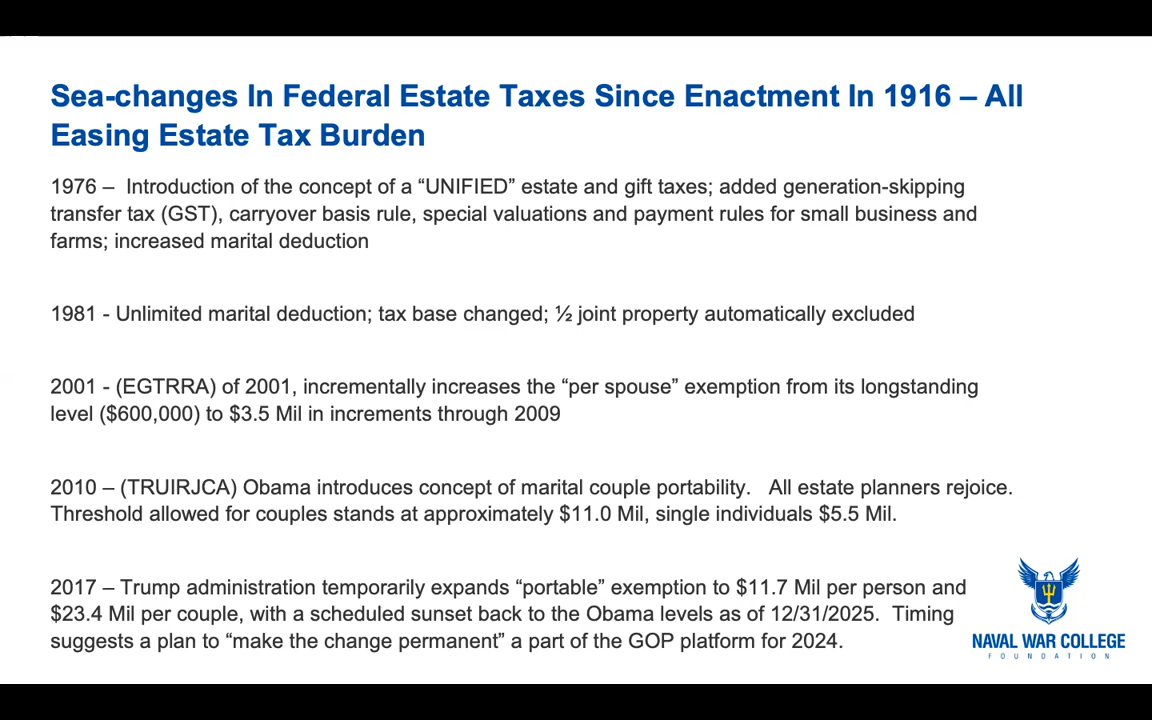 Sea-changes In Federal Estate Taxes Since Enactment In 1916 – All
Easing Estate Tax Burden
1976 –  Introduction of the concept of a “UNIFIED” estate and gift taxes; added generation-skipping
transfer tax (GST), carryover basis rule, special valuations and payment rules for small business and
farms; increased marital deduction
1981 - Unlimited marital deduction; tax base changed; ½ joint property automatically excluded
2001 - (EGTRRA) of 2001, incrementally increases the “per spouse” exemption from its longstanding
level ($600,000) to $3.5 Mil in increments through 2009
2010 – (TRUIRJCA) Obama introduces concept of marital couple portability.   All estate planners rejoice.
Threshold allowed for couples stands at approximately $11.0 Mil, single individuals $5.5 Mil.
2017 – Trump administration temporarily expands “portable” exemption to $11.7 Mil per person and
$23.4 Mil per couple, with a scheduled sunset back to the Obama levels as of 12/31/2025.  Timing
suggests a plan to “make the change permanent” a part of the GOP platform for 2024.
NAVAL WAR COLLEGE
FOUNDATION